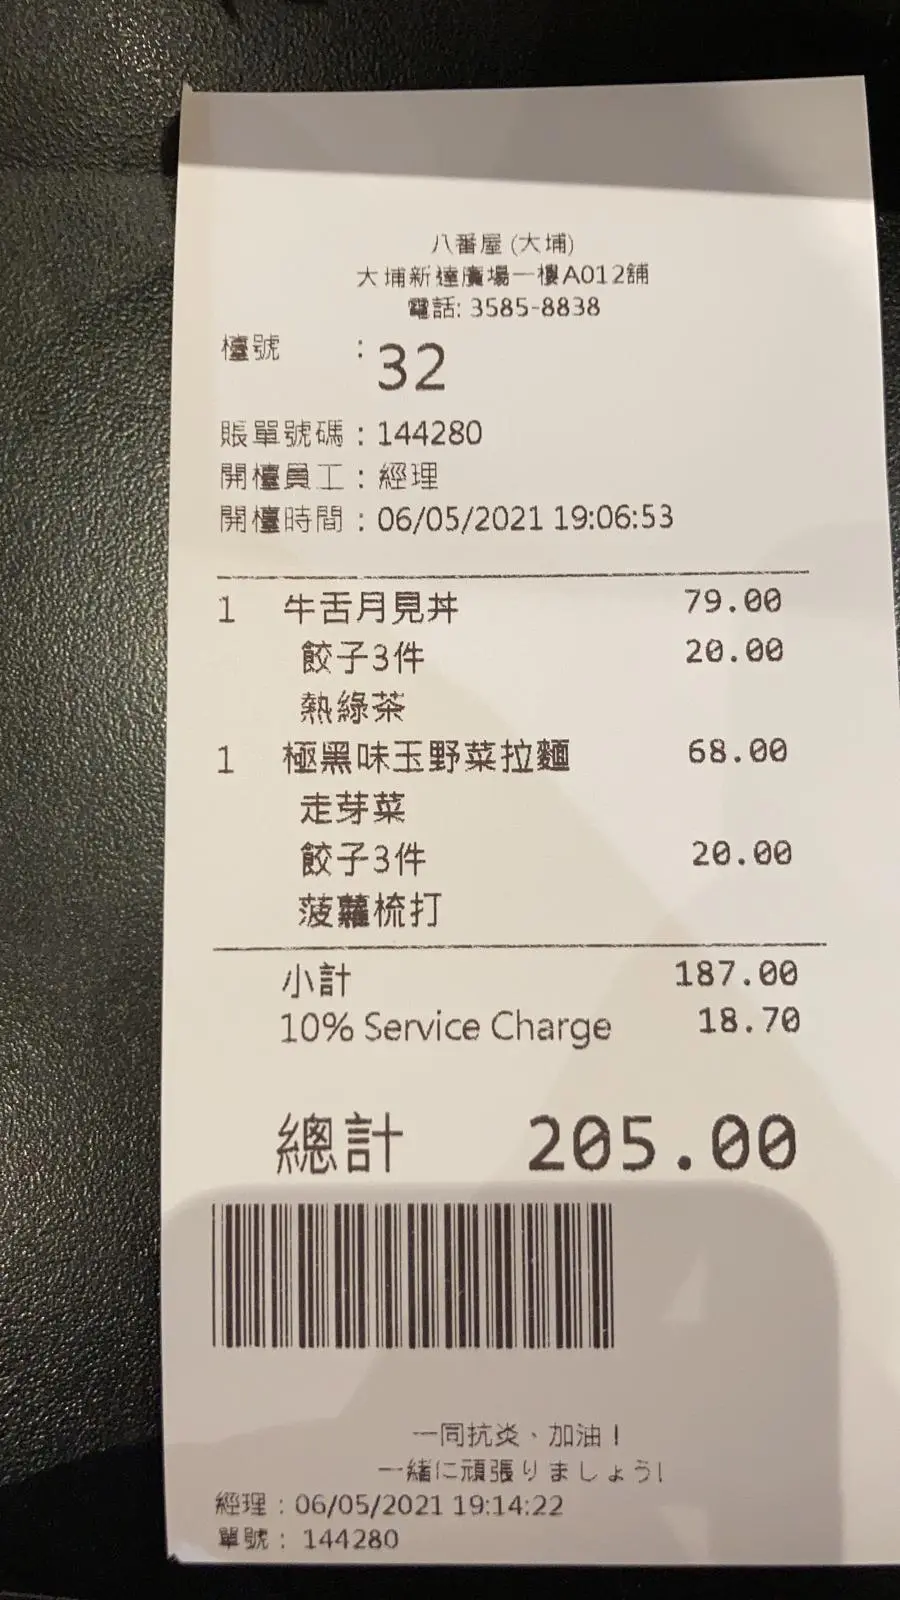 八番屋 (大埔)
大埔新達廣場一樓A012舖
電話: 3585-8838
檯號 : 32
賬單號碼 : 144280
開檯員工 : 經理
開檯時間 : 06/05/2021 19:06:53
1 牛舌月見丼 79.00
餃子3件 20.00
熱綠茶
1 極黑味玉野菜拉麵 68.00
走芽菜
餃子3件 20.00
菠蘿梳打
小計 187.00
10% Service Charge 18.70
總計 205.00
一同抗炎、加油！
一緒に頑張りましょう!
經理 : 06/05/2021 19:14:22
單號 : 144280